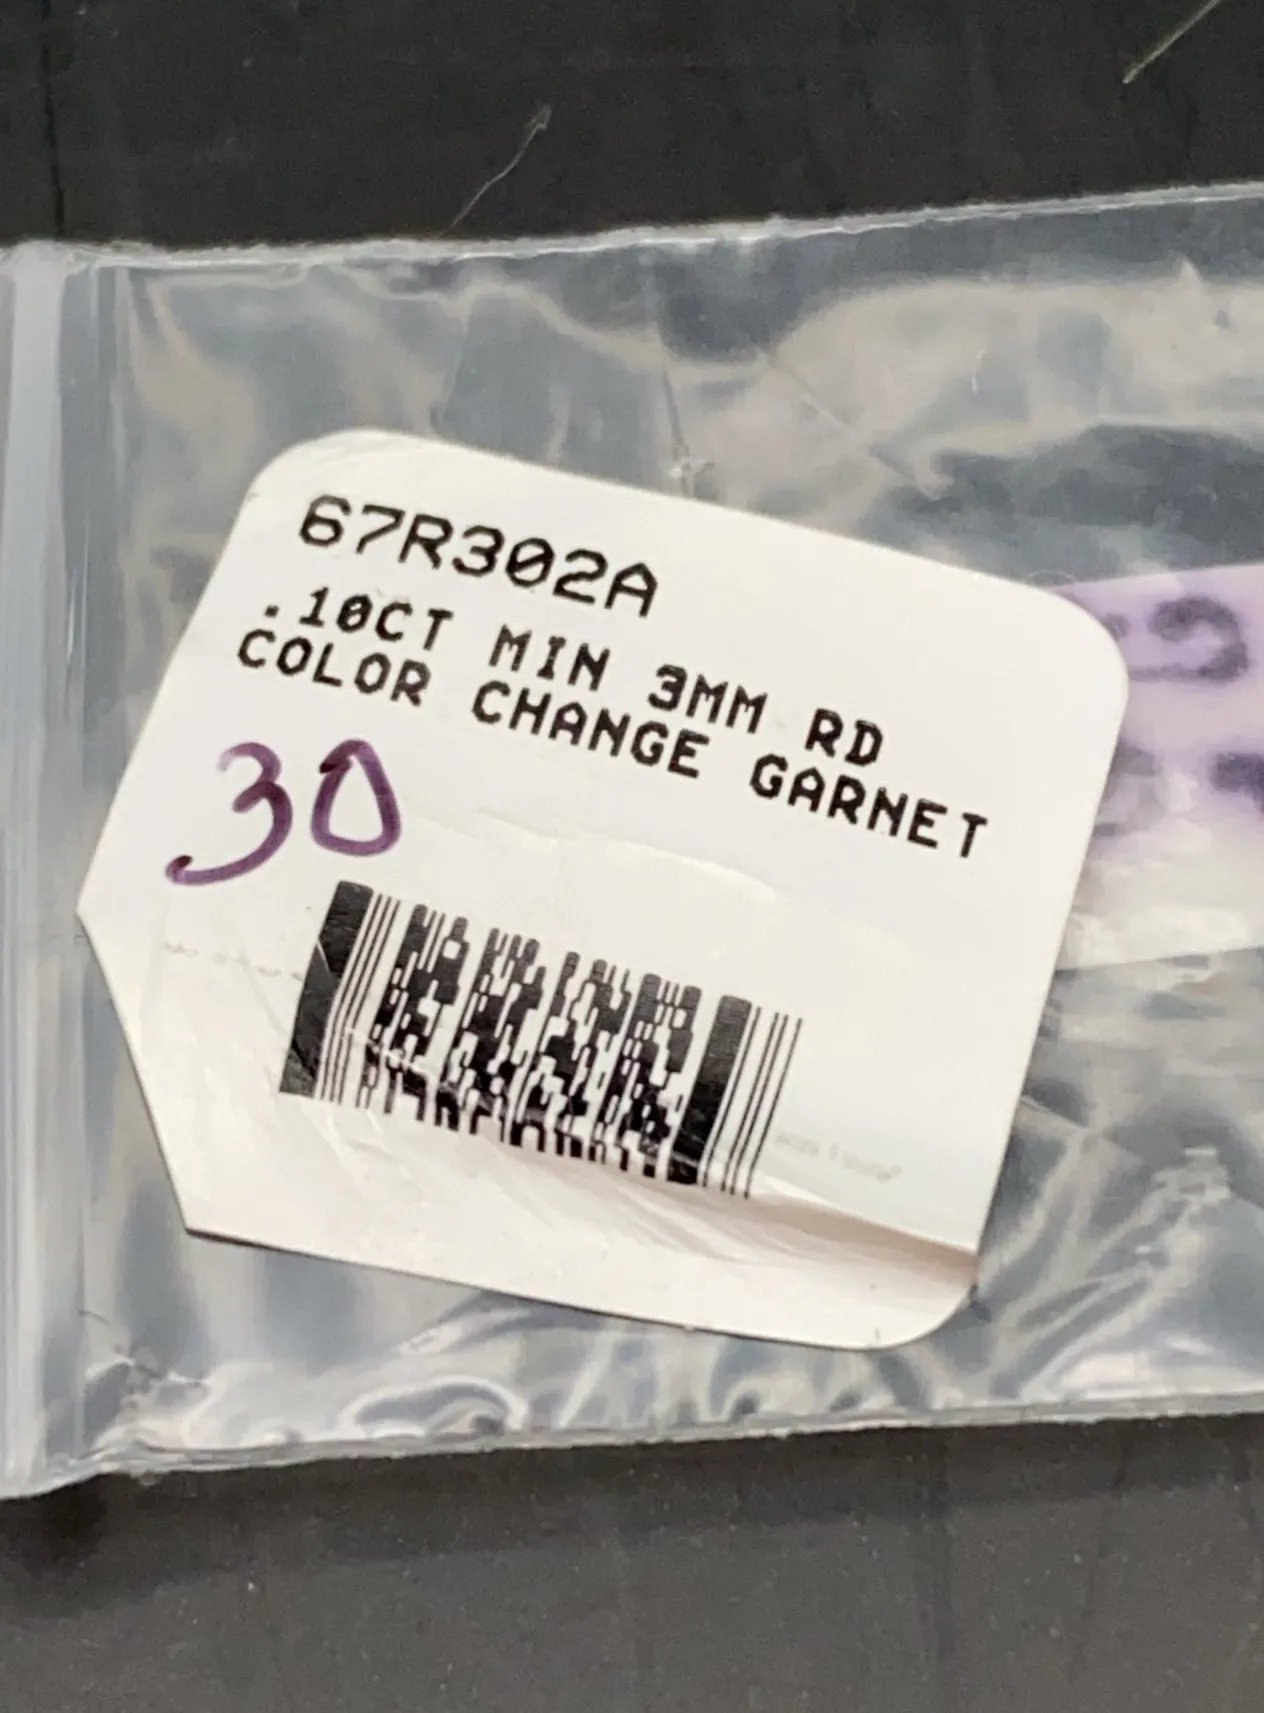 67R302A
.10CT MIN 3MM RD
COLOR CHANGE GARNET
30